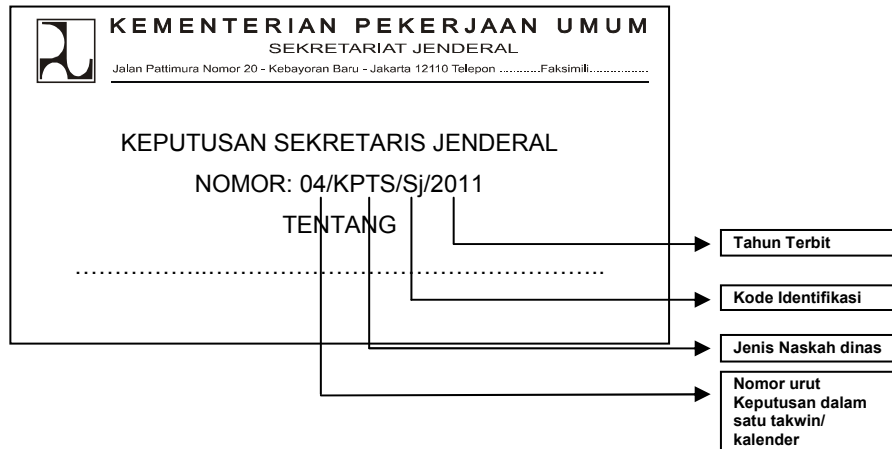 KEMENTERIAN PEKERJAAN UMUM
SEKRETARIAT JENDERAL
Jalan Pattimura Nomor 20 - Kebayoran Baru - Jakarta 12110 Telepon ............Faksimili.................
KEPUTUSAN SEKRETARIS JENDERAL
NOMOR: 04/KPTS/Sj/2011
TENTANG
....................................................................
Tahun Terbit
Kode Identifikasi
Jenis Naskah dinas
Nomor urut
Keputusan dalam
satu takwin/
kalender